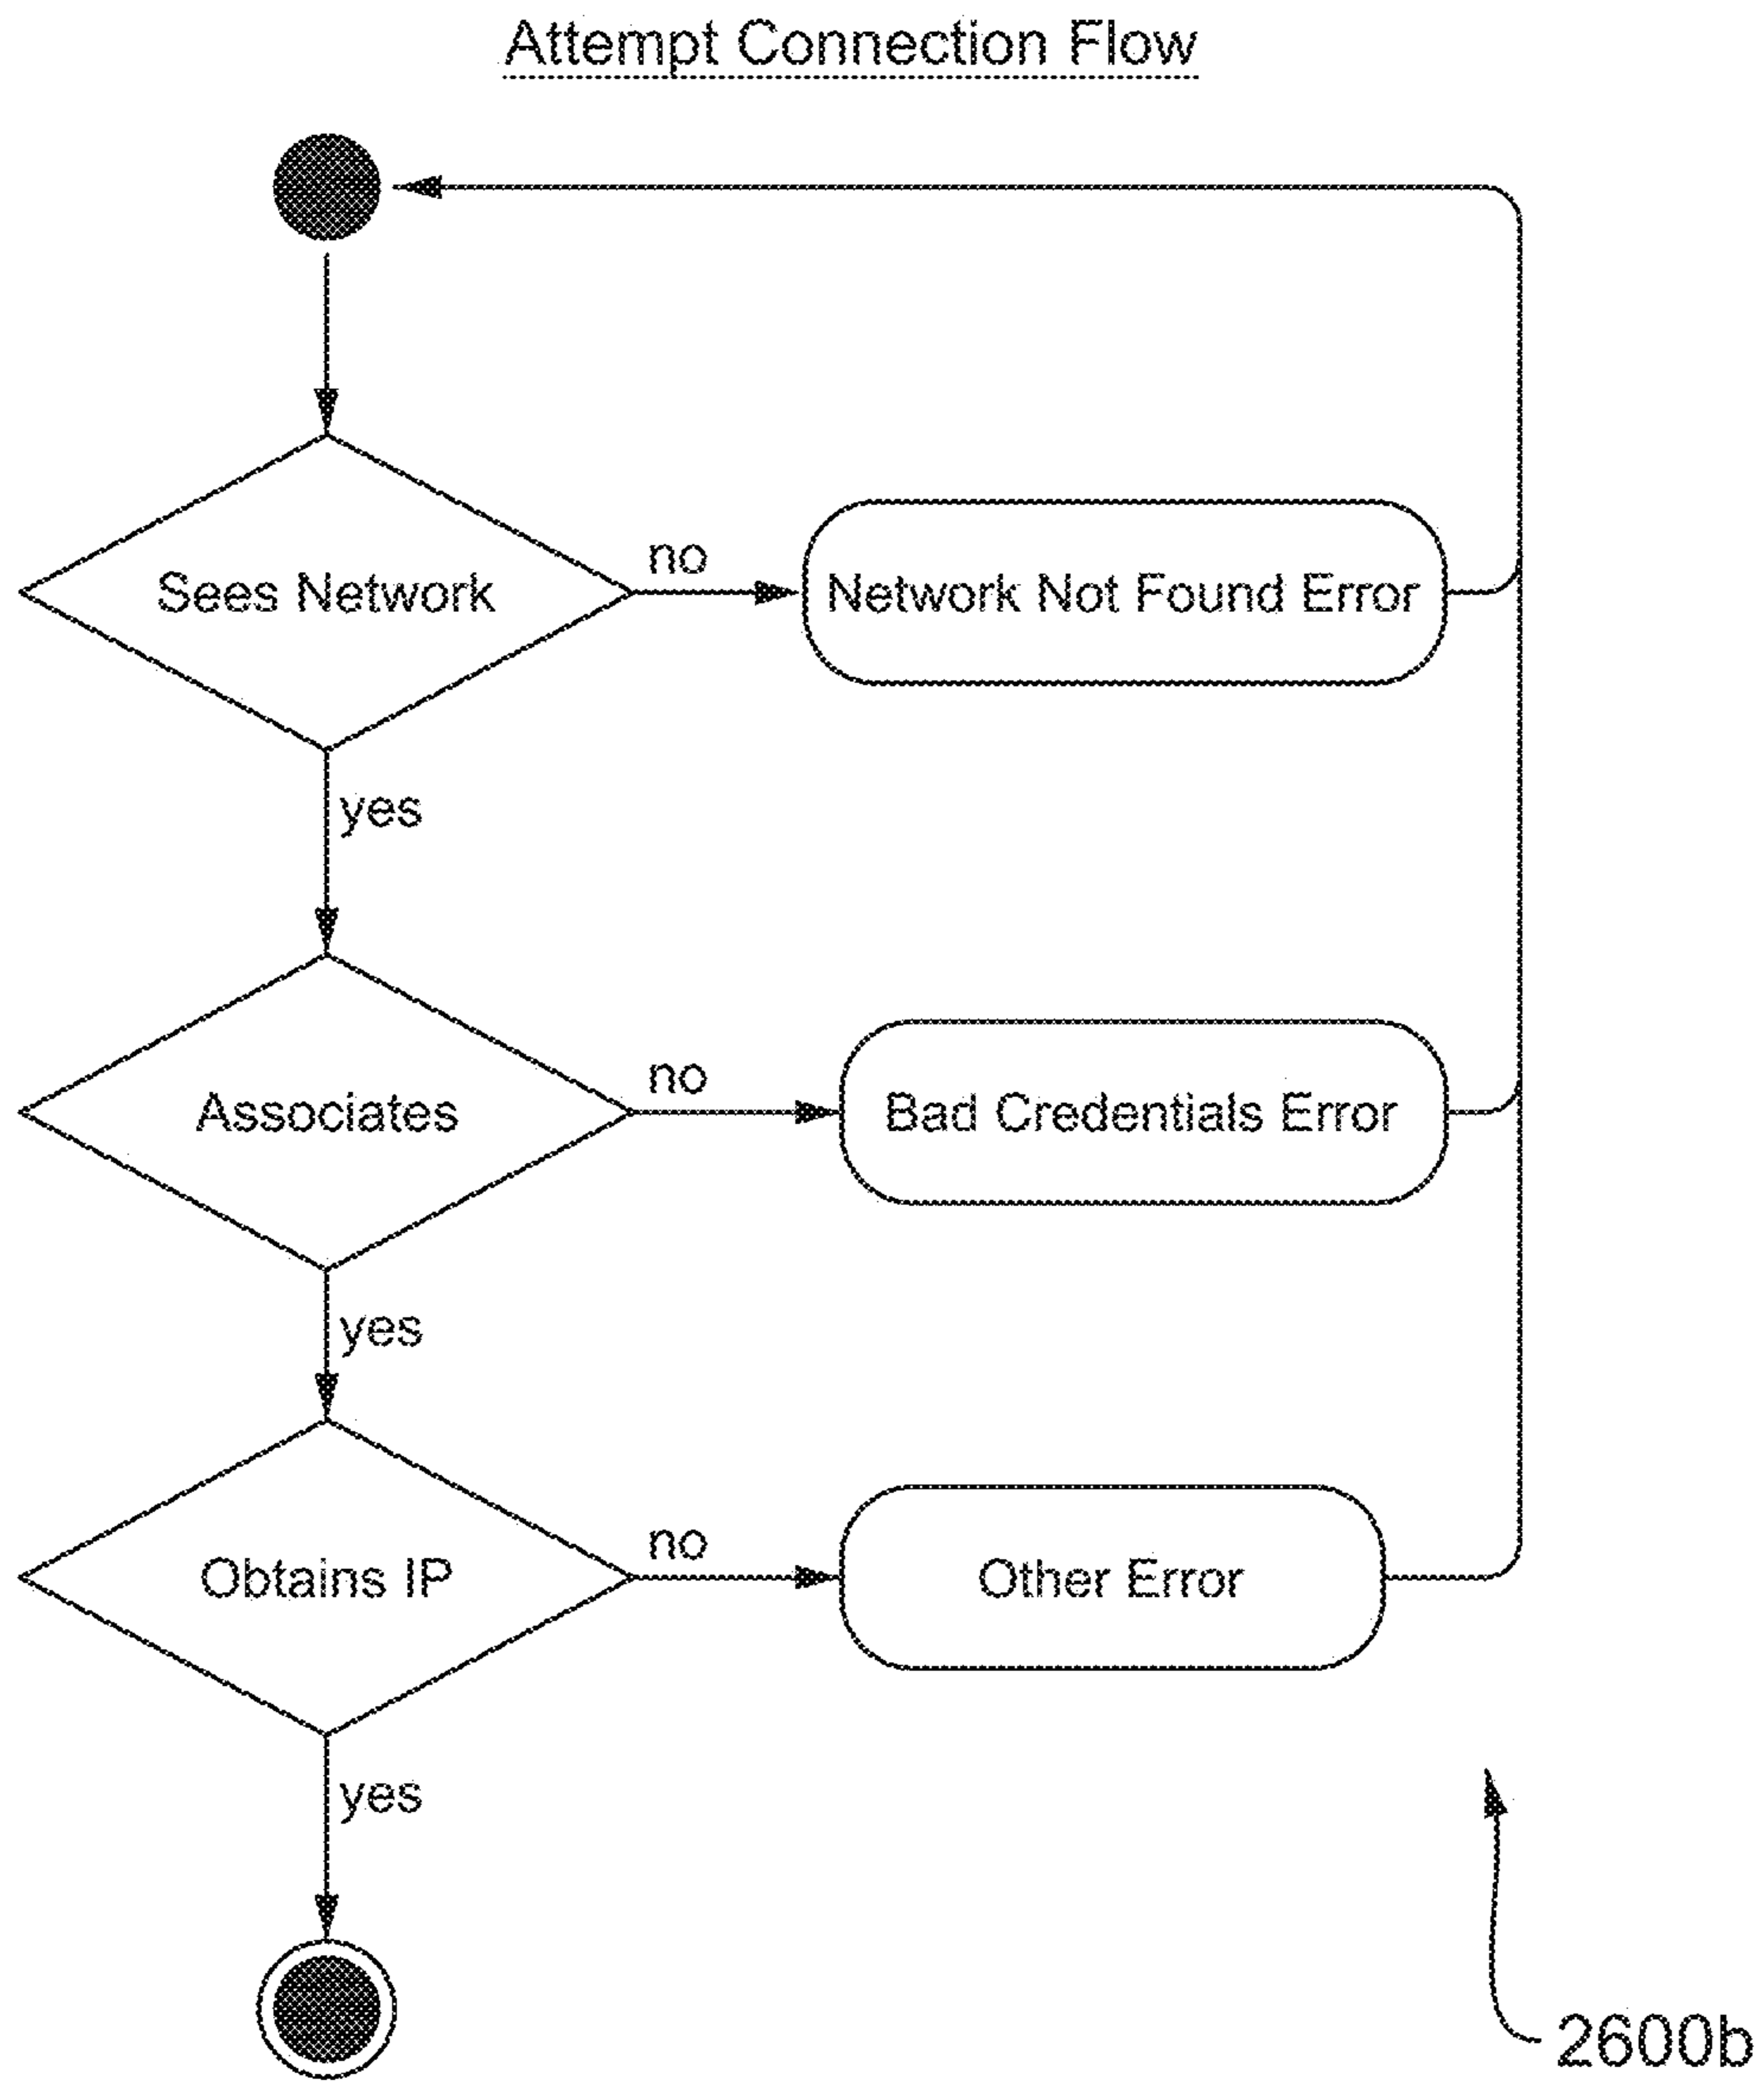 Attempt Connection Flow
Sees Network
no
Network Not Found Error
yes
Associates
no
Bad Credentials Error
yes
Obtains IP
no
Other Error
yes
2600b